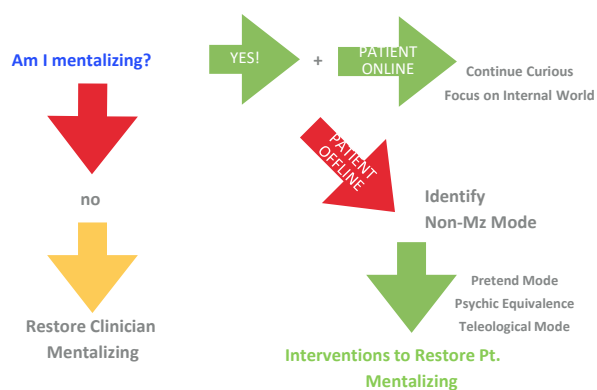 Am I mentalizing?
YES!
+
PATIENT
ONLINE
Continue Curious
Focus on Internal World
PATIENT
OFFLINE
no
Identify
Non-Mz Mode
Pretend Mode
Psychic Equivalence
Teleological Mode
Restore Clinician
Mentalizing
Interventions to Restore Pt.
Mentalizing